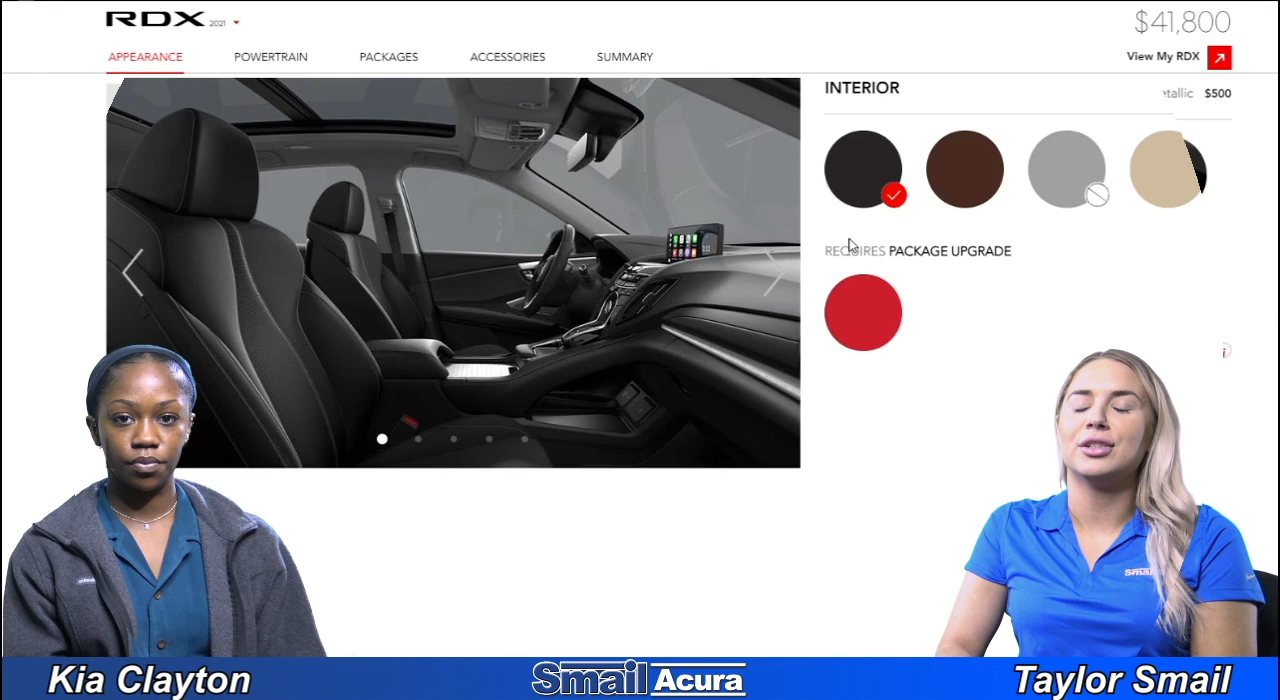 RDX 2021
$41,800
View My RDX
APPEARANCE POWERTRAIN PACKAGES ACCESSORIES SUMMARY
INTERIOR
tallic $500
REQUIRES PACKAGE UPGRADE
i
Smail
Kia Clayton
Smail Acura
Taylor Smail